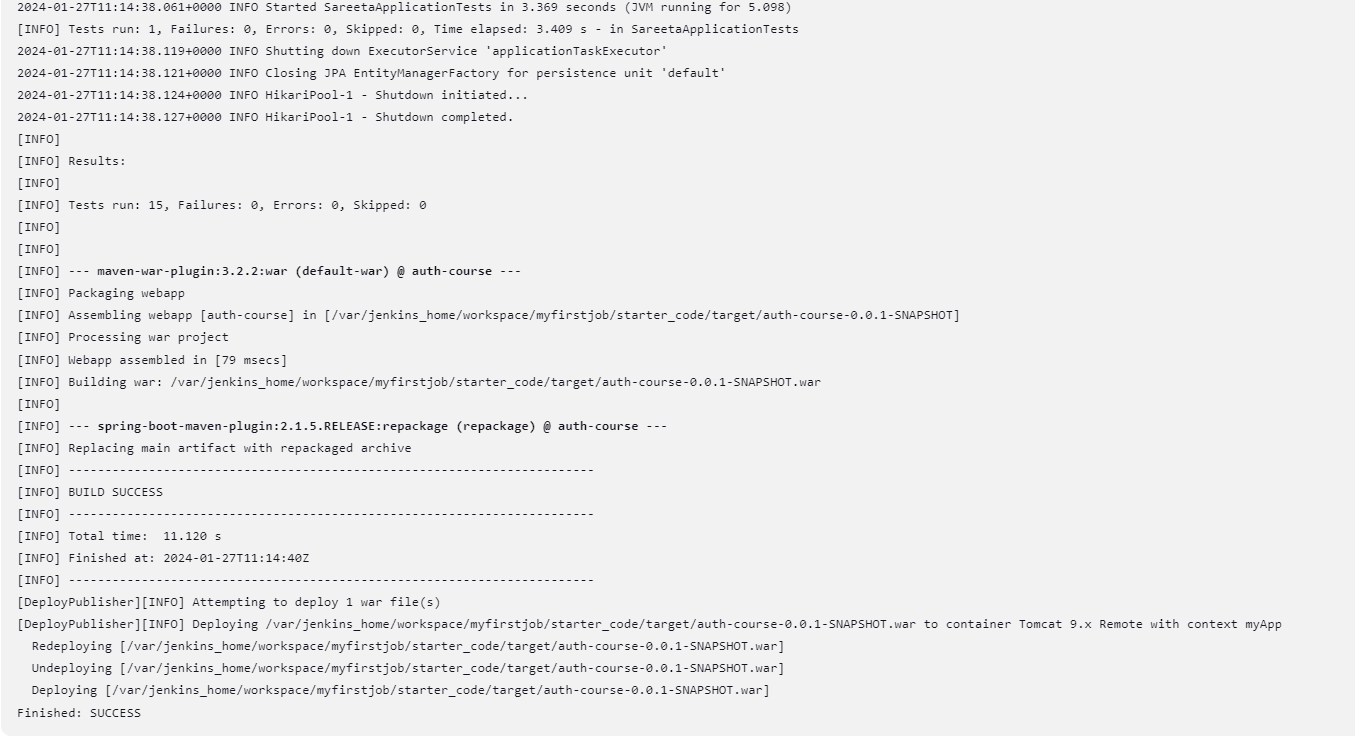 2024-01-27T11:14:38.061+0000 INFO Started SareetaApplicationTests in 3.369 seconds (JVM running for 5.098)
[INFO] Tests run: 1, Failures: 0, Errors: 0, Skipped: 0, Time elapsed: 3.409 s - in SareetaApplicationTests
2024-01-27T11:14:38.119+0000 INFO Shutting down ExecutorService 'applicationTaskExecutor'
2024-01-27T11:14:38.121+0000 INFO Closing JPA EntityManagerFactory for persistence unit 'default'
2024-01-27T11:14:38.124+0000 INFO HikariPool-1 - Shutdown initiated...
2024-01-27T11:14:38.127+0000 INFO HikariPool-1 - Shutdown completed.
[INFO]
[INFO] Results:
[INFO]
[INFO] Tests run: 15, Failures: 0, Errors: 0, Skipped: 0
[INFO]
[INFO]
[INFO] --- maven-war-plugin:3.2.2:war (default-war) @ auth-course ---
[INFO] Packaging webapp
[INFO] Assembling webapp [auth-course] in [/var/jenkins_home/workspace/myfirstjob/starter_code/target/auth-course-0.0.1-SNAPSHOT]
[INFO] Processing war project
[INFO] Webapp assembled in [79 msecs]
[INFO] Building war: /var/jenkins_home/workspace/myfirstjob/starter_code/target/auth-course-0.0.1-SNAPSHOT.war
[INFO]
[INFO] --- spring-boot-maven-plugin:2.1.5.RELEASE:repackage (repackage) @ auth-course ---
[INFO] Replacing main artifact with repackaged archive
[INFO] ------------------------------------------------------------------------
[INFO] BUILD SUCCESS
[INFO] ------------------------------------------------------------------------
[INFO] Total time:  11.120 s
[INFO] Finished at: 2024-01-27T11:14:40Z
[INFO] ------------------------------------------------------------------------
[DeployPublisher][INFO] Attempting to deploy 1 war file(s)
[DeployPublisher][INFO] Deploying /var/jenkins_home/workspace/myfirstjob/starter_code/target/auth-course-0.0.1-SNAPSHOT.war to container Tomcat 9.x Remote with context myApp
  Redeploying [/var/jenkins_home/workspace/myfirstjob/starter_code/target/auth-course-0.0.1-SNAPSHOT.war]
  Undeploying [/var/jenkins_home/workspace/myfirstjob/starter_code/target/auth-course-0.0.1-SNAPSHOT.war]
  Deploying [/var/jenkins_home/workspace/myfirstjob/starter_code/target/auth-course-0.0.1-SNAPSHOT.war]
Finished: SUCCESS